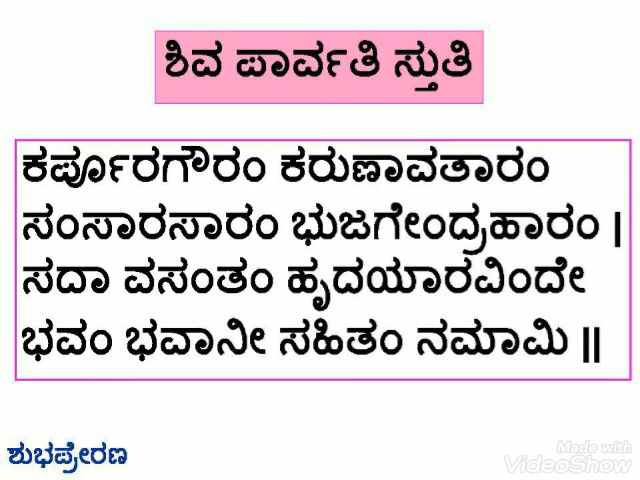 ಶಿವ ಪಾರ್ವತಿ ಸ್ತುತಿ
ಕರ್ಪೂರಗೌರಂ ಕರುಣಾವತಾರಂ
ಸಂಸಾರಸಾರಂ ಭುಜಗೇಂದ್ರಹಾರಂ |
ಸದಾ ವಸಂತಂ ಹೃದಯಾರವಿಂದೇ
ಭವಂ ಭವಾನೀ ಸಹಿತಂ ನಮಾಮಿ ||
ಶುಭಪ್ರೇರಣ
Made with
VideoShow